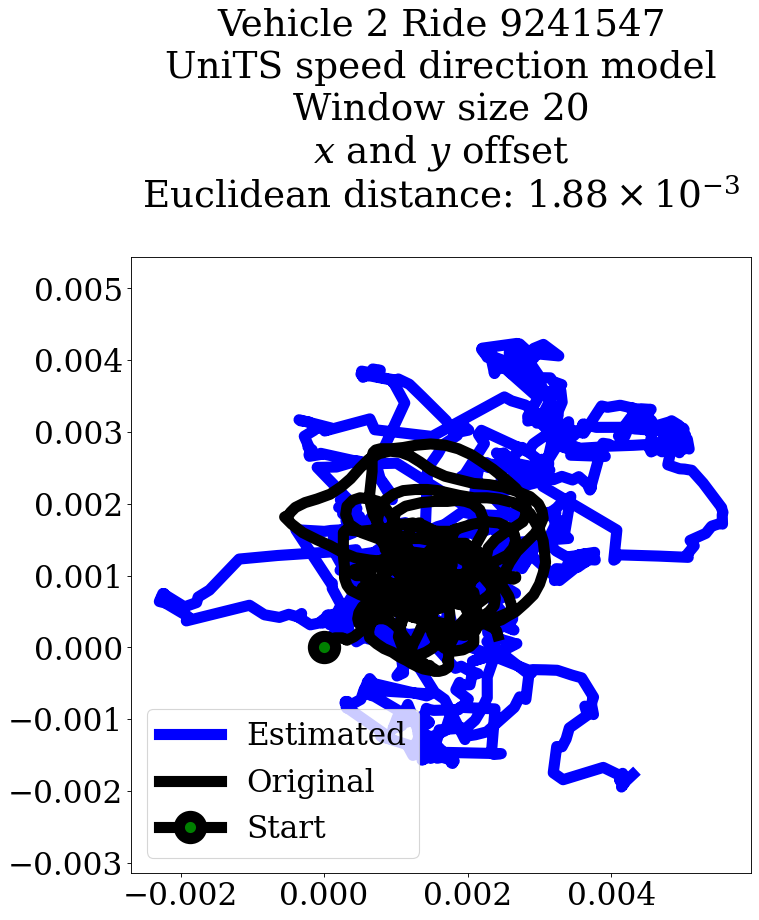 Vehicle 2 Ride 9241547
UniTS speed direction model
Window size 20
x and y offset
Euclidean distance: 1.88 × 10⁻³
0.005
0.004
0.003
0.002
0.001
0.000
−0.001
−0.002
−0.003
Estimated
Original
Start
−0.002 0.000 0.002 0.004